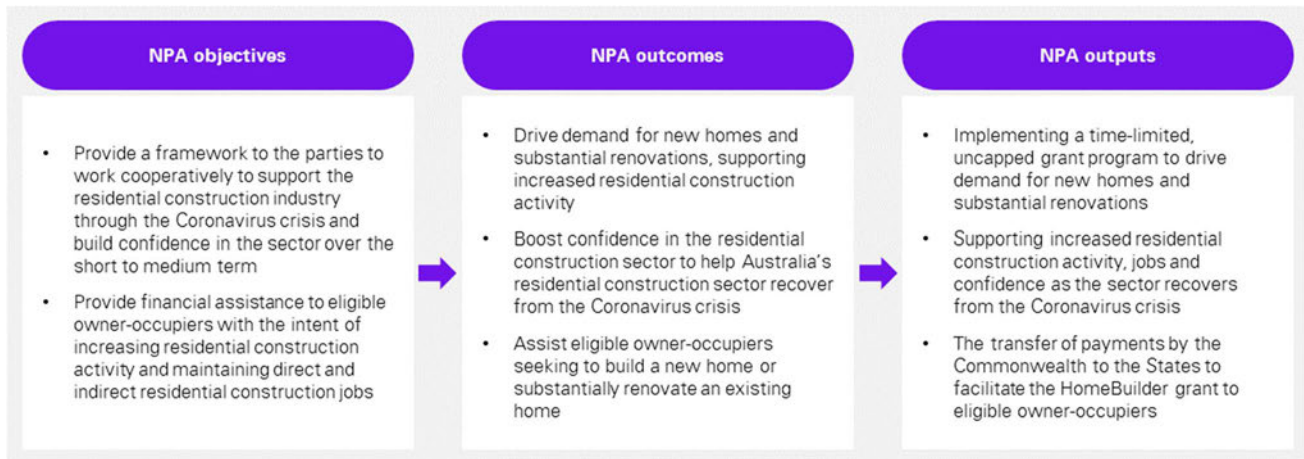 NPA objectives
• Provide a framework to the parties to
work cooperatively to support the
residential construction industry
through the Coronavirus crisis and
build confidence in the sector over the
short to medium term
• Provide financial assistance to eligible
owner-occupiers with the intent of
increasing residential construction
activity and maintaining direct and
indirect residential construction jobs
NPA outcomes
• Drive demand for new homes and
substantial renovations, supporting
increased residential construction
activity
• Boost confidence in the residential
construction sector to help Australia's
residential construction sector recover
from the Coronavirus crisis
• Assist eligible owner-occupiers
seeking to build a new home or
substantially renovate an existing
home
NPA outputs
• Implementing a time-limited,
uncapped grant program to drive
demand for new homes and
substantial renovations
• Supporting increased residential
construction activity, jobs and
confidence as the sector recovers
from the Coronavirus crisis
• The transfer of payments by the
Commonwealth to the States to
facilitate the HomeBuilder grant to
eligible owner-occupiers